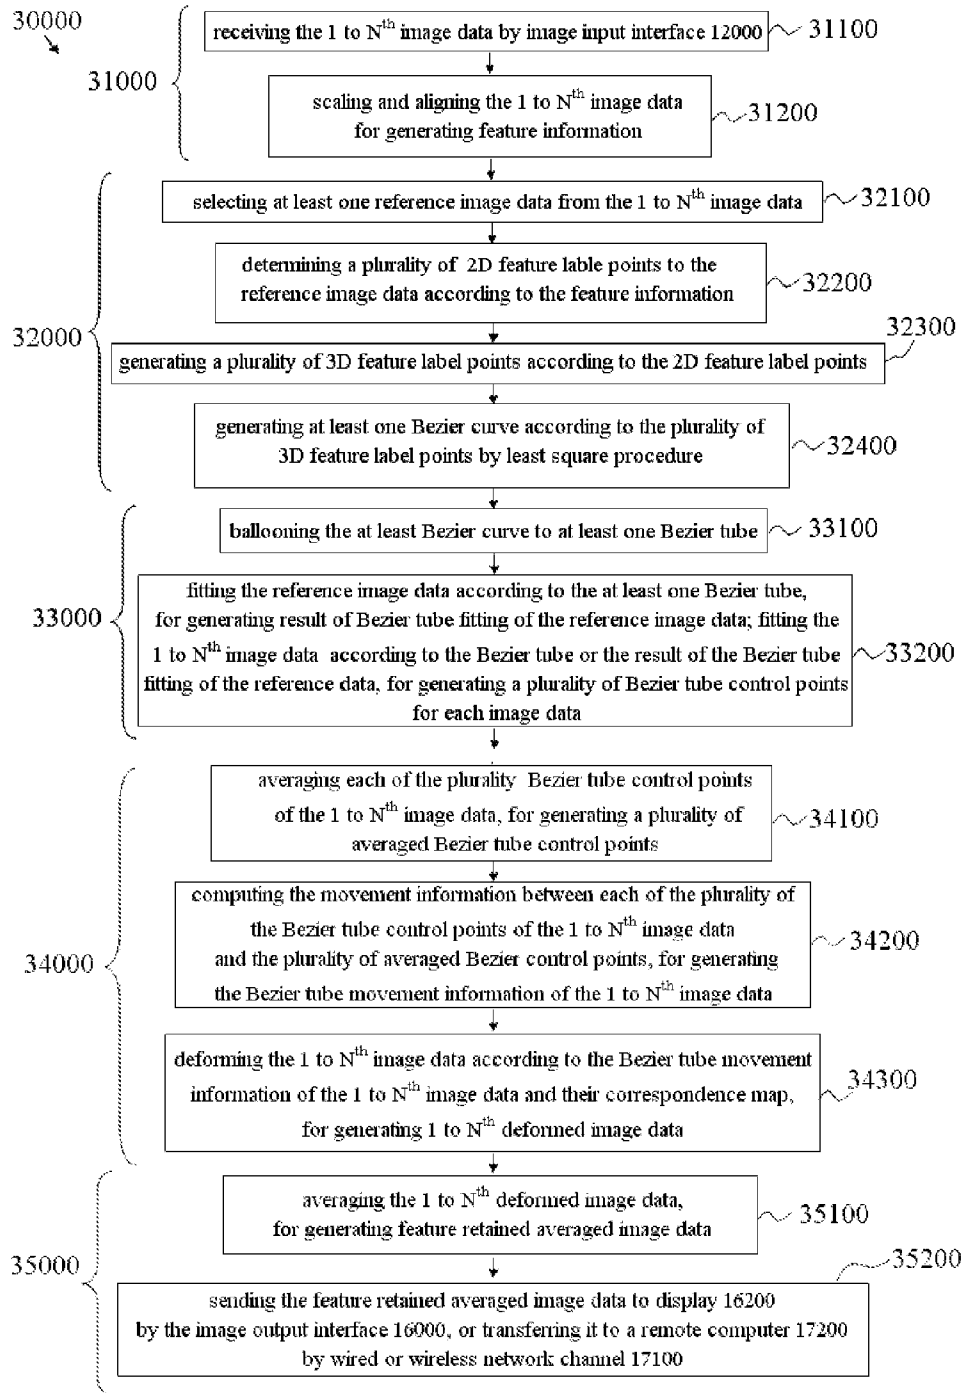 30000
31000
receiving the 1 to Nth image data by image input interface 12000
31100
scaling and aligning the 1 to Nth image data
for generating feature information
31200
32000
selecting at least one reference image data from the 1 to Nth image data
32100
determining a plurality of 2D feature lable points to the
reference image data according to the feature information
32200
generating a plurality of 3D feature label points according to the 2D feature label points
32300
generating at least one Bezier curve according to the plurality of
3D feature label points by least square procedure
32400
33000
ballooning the at least Bezier curve to at least one Bezier tube
33100
fitting the reference image data according to the at least one Bezier tube,
for generating result of Bezier tube fitting of the reference image data; fitting the
1 to Nth image data according to the Bezier tube or the result of the Bezier tube
fitting of the reference data, for generating a plurality of Bezier tube control points
for each image data
33200
34000
averaging each of the plurality Bezier tube control points
of the 1 to Nth image data, for generating a plurality of
averaged Bezier tube control points
34100
computing the movement information between each of the plurality of
the Bezier tube control points of the 1 to Nth image data
and the plurality of averaged Bezier control points, for generating
the Bezier tube movement information of the 1 to Nth image data
34200
deforming the 1 to Nth image data according to the Bezier tube movement
information of the 1 to Nth image data and their correspondence map,
for generating 1 to Nth deformed image data
34300
35000
averaging the 1 to Nth deformed image data,
for generating feature retained averaged image data
35100
sending the feature retained averaged image data to display 16200
by the image output interface 16000, or transferring it to a remote computer 17200
by wired or wireless network channel 17100
35200